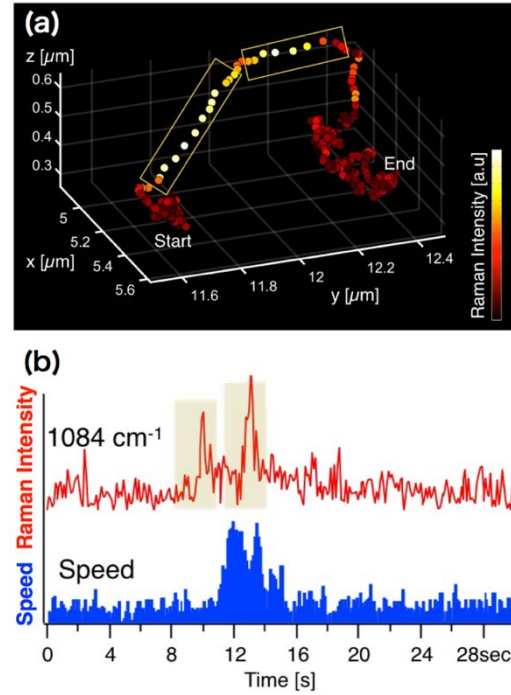 (a)
z [μm]
0.6
0.5
0.4
0.3
5
5.2
5.4
5.6
x [μm]
11.6
11.8
12
12.2
12.4
y [μm]
Start
End
Raman Intensity [a.u]
(b)
Raman Intensity
Speed
1084 cm⁻¹
Speed
0 4 8 12 16 20 24 28sec
Time [s]